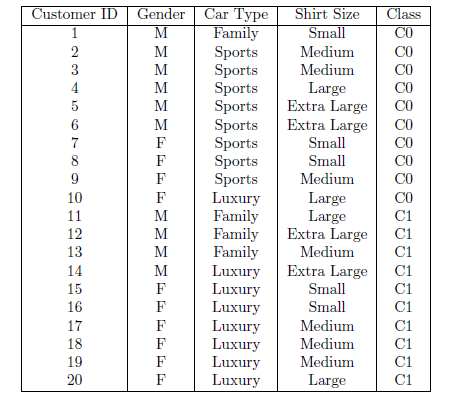 Customer ID Gender Car Type Shirt Size Class
1 M Family Small C0
2 M Sports Medium C0
3 M Sports Medium C0
4 M Sports Large C0
5 M Sports Extra Large C0
6 M Sports Extra Large C0
7 F Sports Small C0
8 F Sports Small C0
9 F Sports Medium C0
10 F Luxury Large C0
11 M Family Large C1
12 M Family Extra Large C1
13 M Family Medium C1
14 M Luxury Extra Large C1
15 F Luxury Small C1
16 F Luxury Small C1
17 F Luxury Medium C1
18 F Luxury Medium C1
19 F Luxury Medium C1
20 F Luxury Large C1